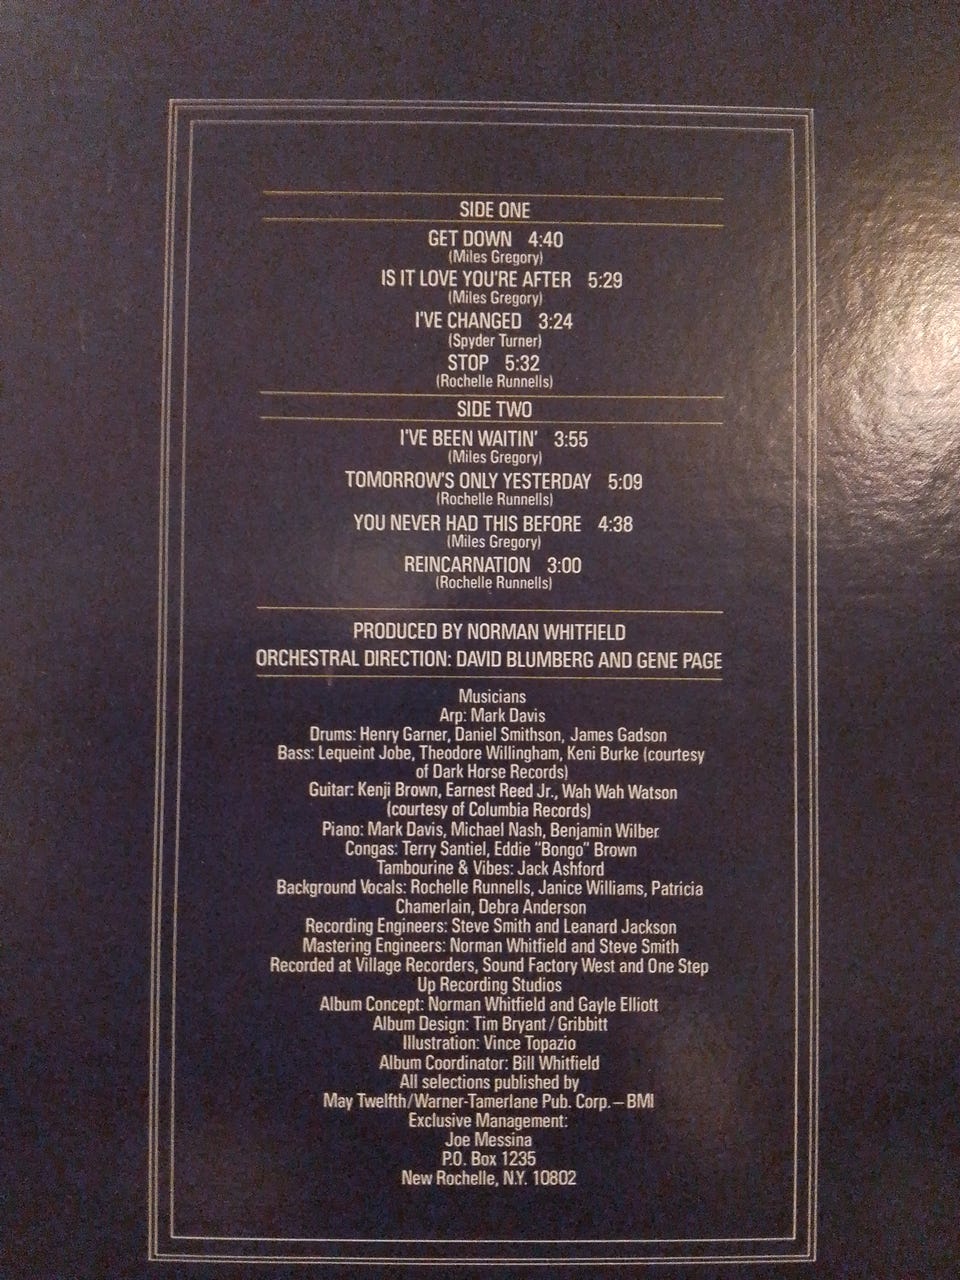 SIDE ONE
GET DOWN 4:40
(Miles Gregory)
IS IT LOVE YOU'RE AFTER 5:29
(Miles Gregory)
I'VE CHANGED 3:24
(Spyder Turner)
STOP 5:32
(Rochelle Runnells)
SIDE TWO
I'VE BEEN WAITIN' 3:55
(Miles Gregory)
TOMORROW'S ONLY YESTERDAY 5:09
(Rochelle Runnells)
YOU NEVER HAD THIS BEFORE 4:38
(Miles Gregory)
REINCARNATION 3:00
(Rochelle Runnells)
PRODUCED BY NORMAN WHITFIELD
ORCHESTRAL DIRECTION: DAVID BLUMBERG AND GENE PAGE
Musicians
Arp: Mark Davis
Drums: Henry Garner, Daniel Smithson, James Gadson
Bass: Lequeint Jobe, Theodore Willingham, Keni Burke (courtesy
of Dark Horse Records)
Guitar: Kenji Brown, Earnest Reed Jr., Wah Wah Watson
(courtesy of Columbia Records)
Piano: Mark Davis, Michael Nash, Benjamin Wilber
Congas: Terry Santiel, Eddie "Bongo" Brown
Tambourine & Vibes: Jack Ashford
Background Vocals: Rochelle Runnells, Janice Williams, Patricia
Chamerlain, Debra Anderson
Recording Engineers: Steve Smith and Leanard Jackson
Mastering Engineers: Norman Whitfield and Steve Smith
Recorded at Village Recorders, Sound Factory West and One Step
Up Recording Studios
Album Concept: Norman Whitfield and Gayle Elliott
Album Design: Tim Bryant/Gribbitt
Illustration: Vince Topazio
Album Coordinator: Bill Whitfield
All selections published by
May Twelfth/Warner-Tamerlane Pub. Corp.—BMI
Exclusive Management:
Joe Messina
P.O. Box 1235
New Rochelle, N.Y. 10802